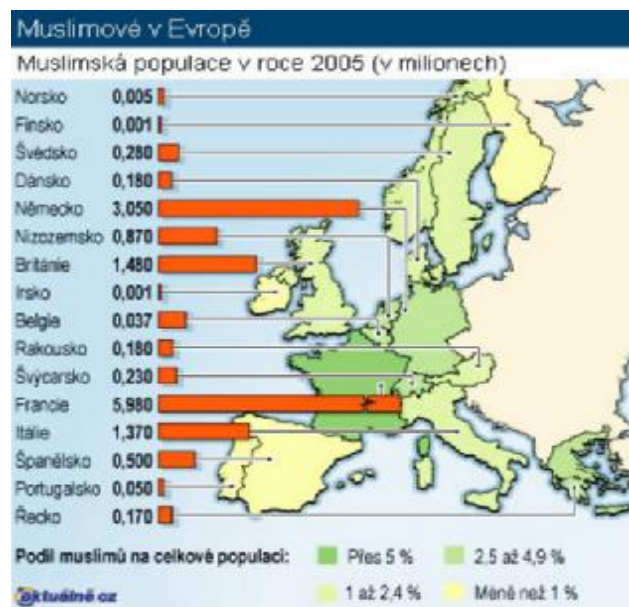 Muslimové v Evropě
Muslimská populace v roce 2005 (v milionech)
Norsko 0,005
Finsko 0,001
Švédsko 0,280
Dánsko 0,180
Německo 3,050
Nizozemsko 0,870
Británie 1,480
Irsko 0,001
Belgie 0,037
Rakousko 0,180
Švýcarsko 0,230
Francie 5,980
Itálie 1,370
Španělsko 0,500
Portugalsko 0,050
Řecko 0,170
Podíl muslimů na celkové populaci:
Přes 5 %
2,5 až 4,9 %
1 až 2,4 %
Méně než 1 %
aktuálně cz